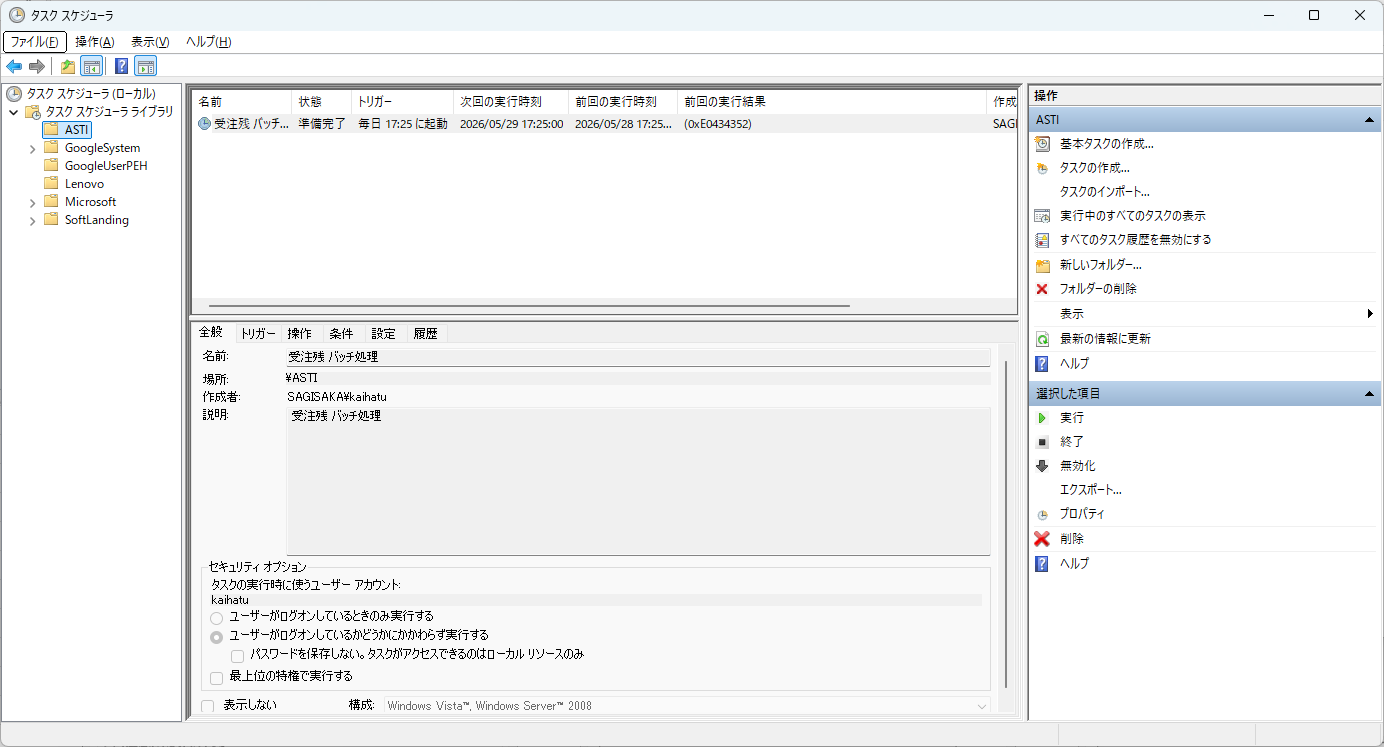 タスク スケジューラ
ファイル(F) 操作(A) 表示(V) ヘルプ(H)
タスク スケジューラ (ローカル)
タスク スケジューラ ライブラリ
ASTI
GoogleSystem
GoogleUserPEH
Lenovo
Microsoft
SoftLanding
名前 状態 トリガー 次回の実行時刻 前回の実行時刻 前回の実行結果 作成
受注残 バッチ... 準備完了 毎日 17:25 に起動 2026/05/29 17:25:00 2026/05/28 17:25... (0xE0434352) SAGI
全般 トリガー 操作 条件 設定 履歴
名前: 受注残 バッチ処理
場所: ¥ASTI
作成者: SAGISAKA¥kaihatu
説明: 受注残 バッチ処理
セキュリティ オプション
タスクの実行時に使うユーザー アカウント:
kaihatu
ユーザーがログオンしているときのみ実行する
ユーザーがログオンしているかどうかにかかわらず実行する
パスワードを保存しない。タスクがアクセスできるのはローカル リソースのみ
最上位の特権で実行する
表示しない 構成: Windows Vista™, Windows Server™ 2008
操作
ASTI
基本タスクの作成...
タスクの作成...
タスクのインポート...
実行中のすべてのタスクの表示
すべてのタスク履歴を無効にする
新しいフォルダー...
フォルダーの削除
表示
最新の情報に更新
ヘルプ
選択した項目
実行
終了
無効化
エクスポート...
プロパティ
削除
ヘルプ